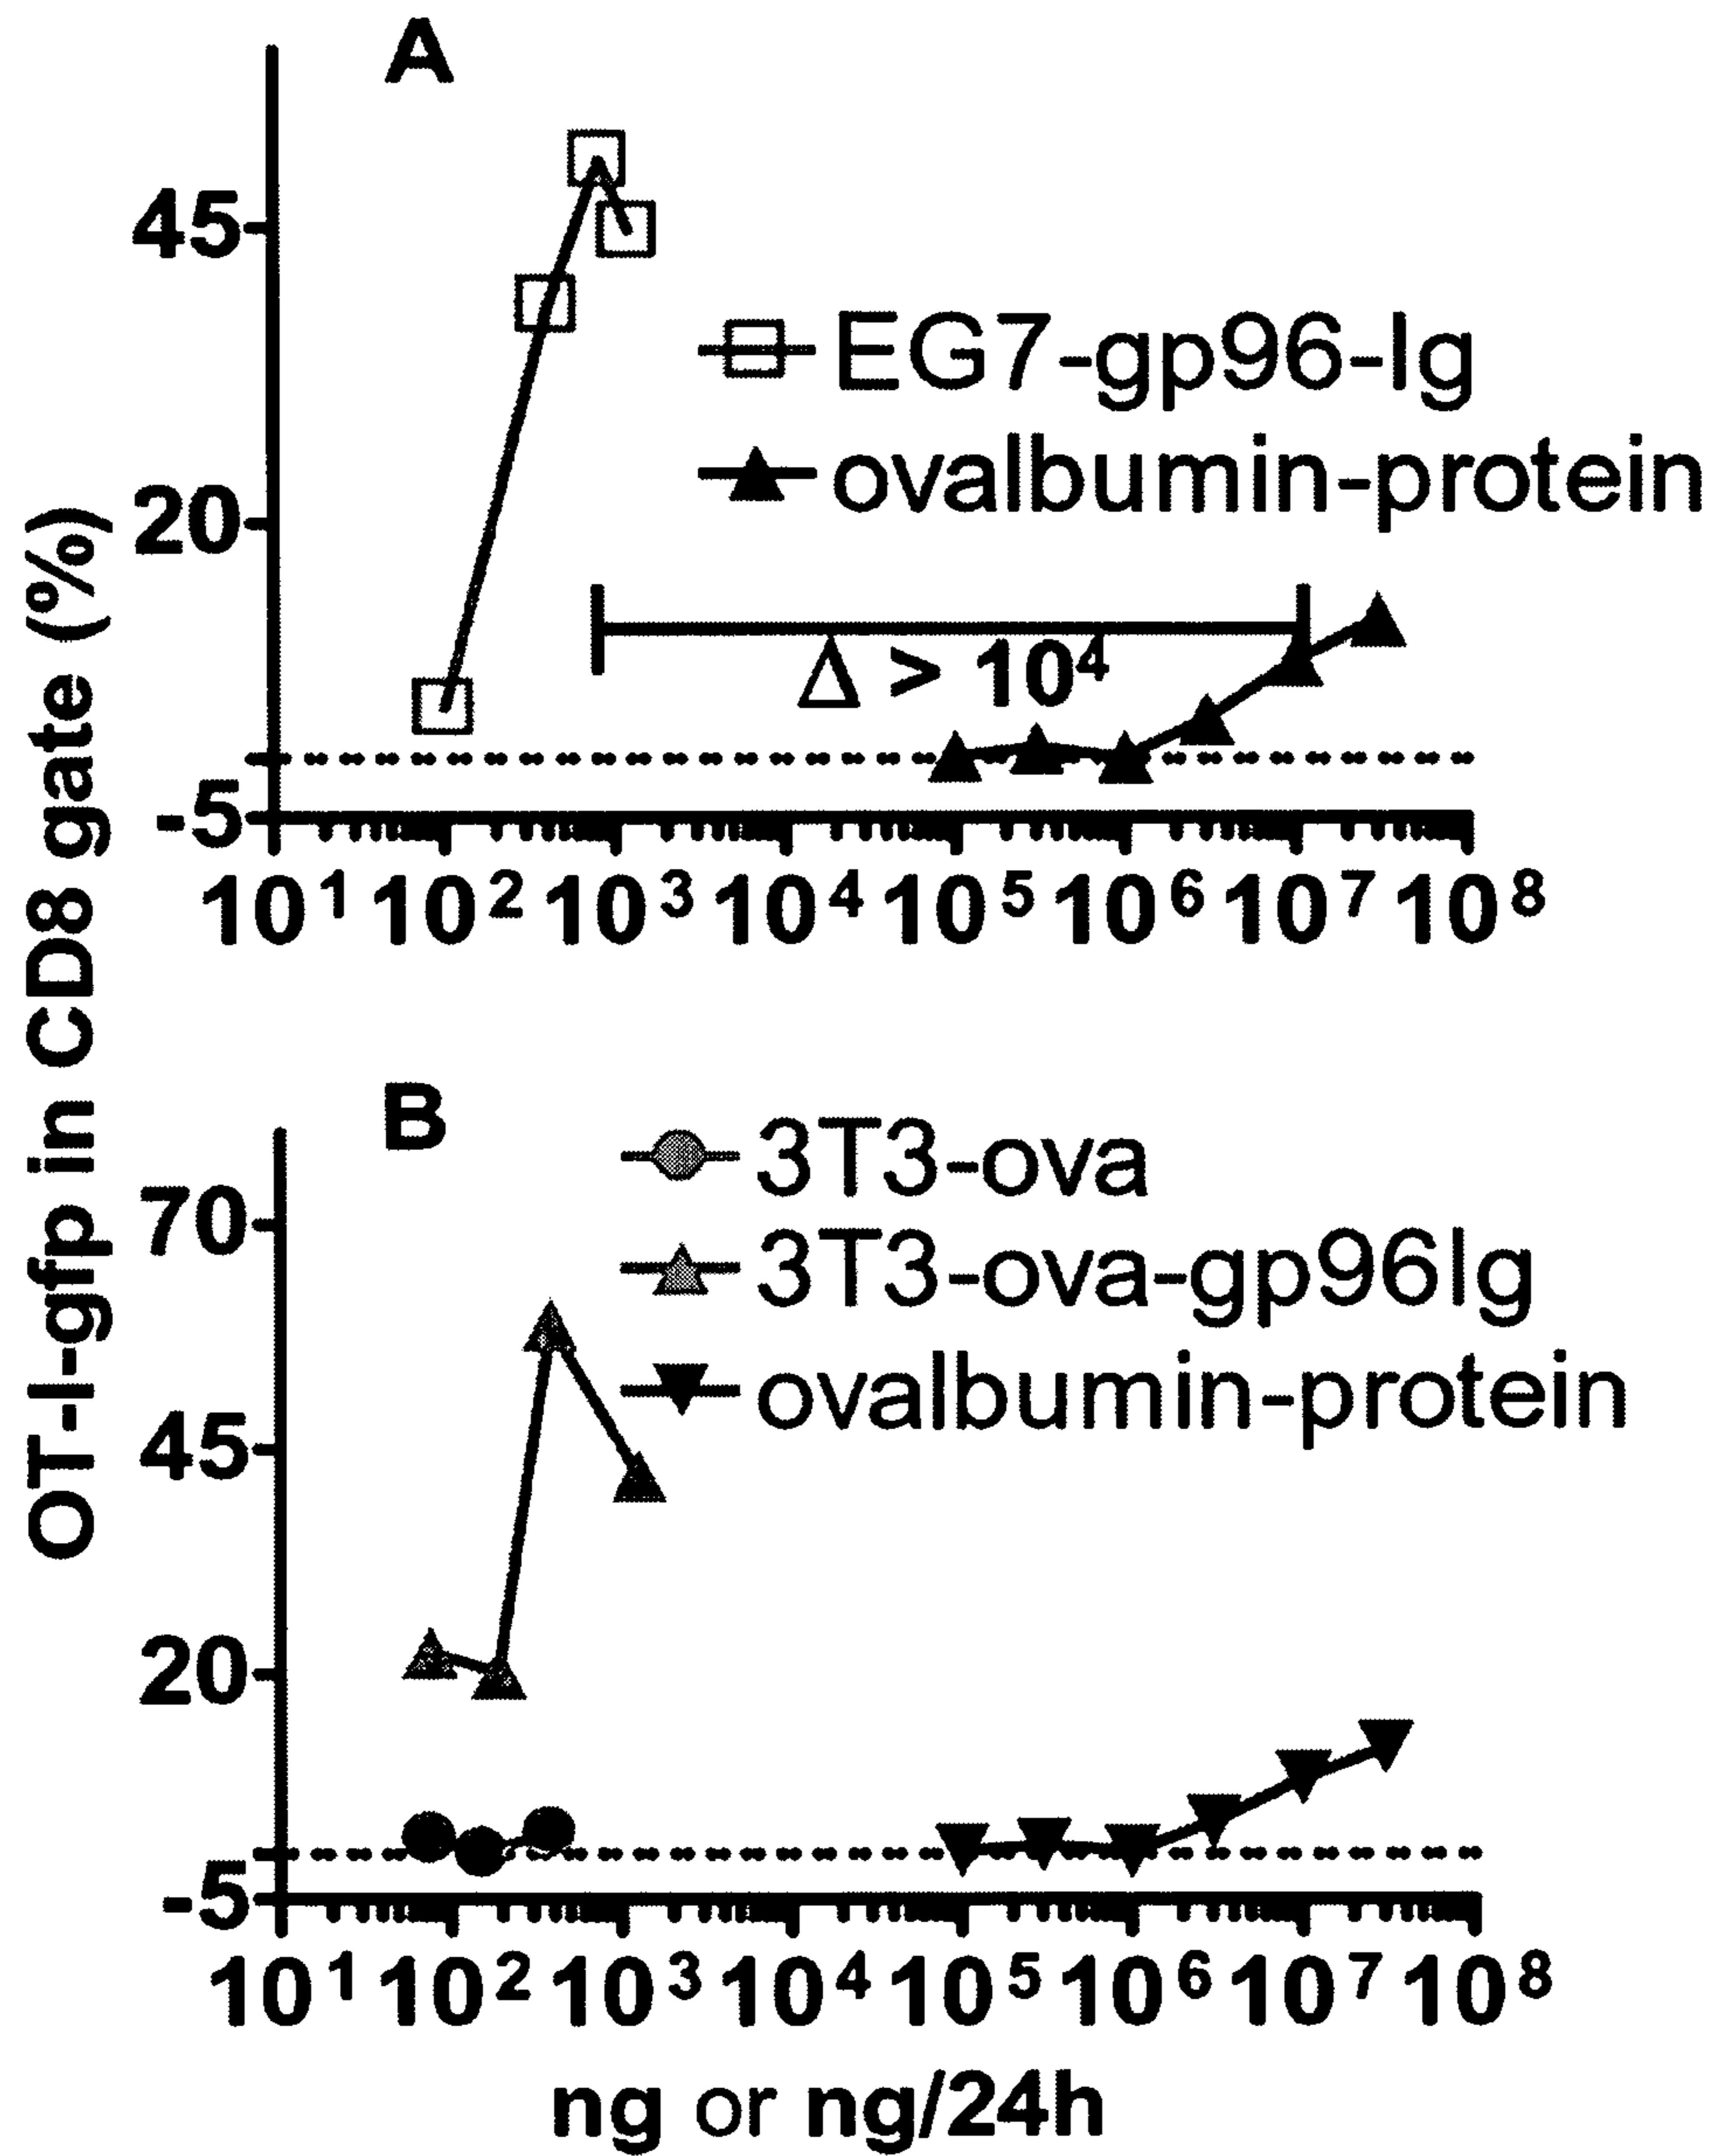 A
45
20
-5
EG7-gp96-Ig
ovalbumin-protein
Δ > 10⁴
10¹ 10² 10³ 10⁴ 10⁵ 10⁶ 10⁷ 10⁸
OT-I-gfp in CD8 gate (%)
B
70
45
20
-5
3T3-ova
3T3-ova-gp96Ig
ovalbumin-protein
10¹ 10² 10³ 10⁴ 10⁵ 10⁶ 10⁷ 10⁸
ng or ng/24h